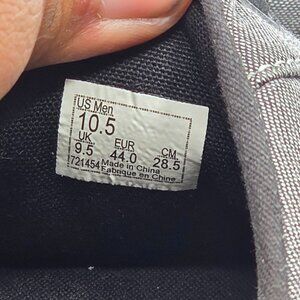 US Men
10.5
UK EUR CM
9.5 44.0 28.5
721454 Made in China
Fabriqué en Chine